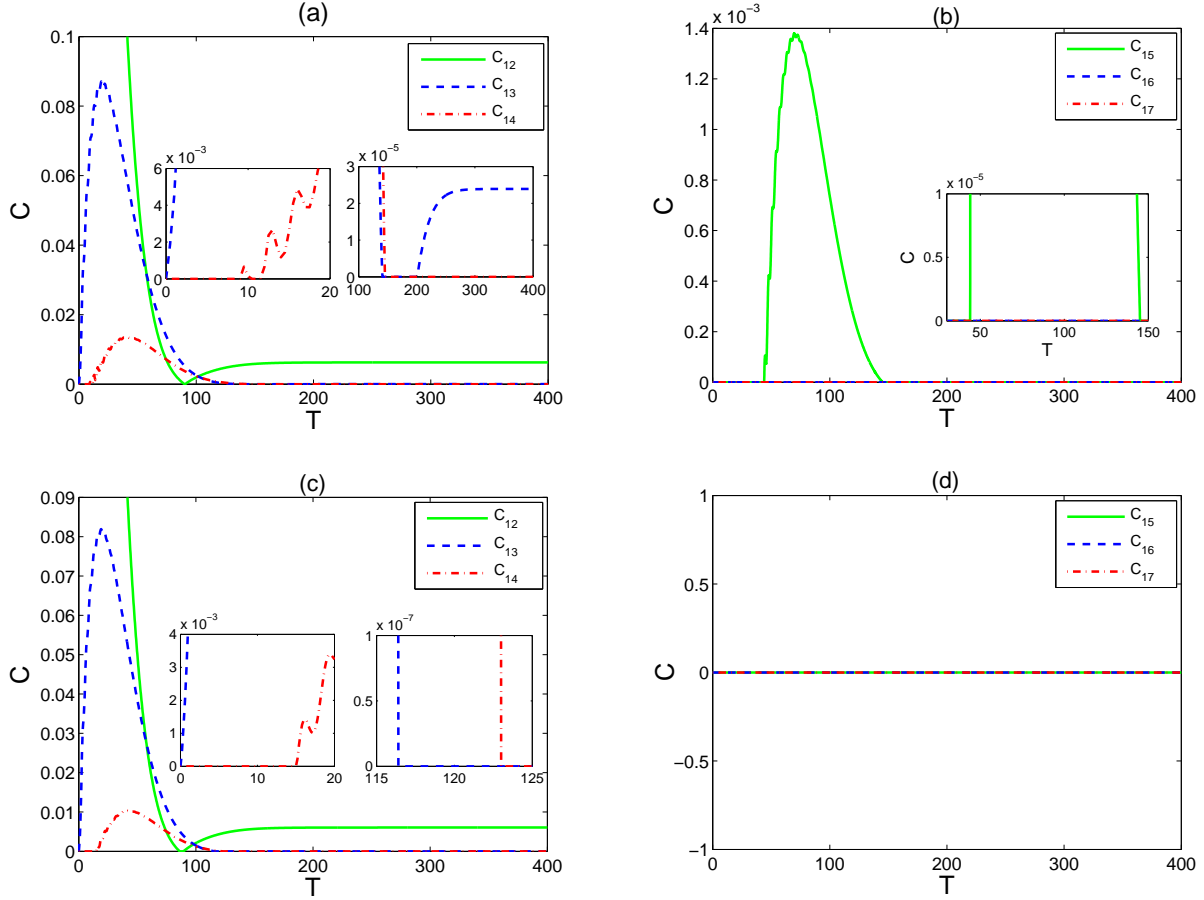 (a)
0.1
0.08
0.06
0.04
0.02
0
C
0 100 200 300 400
T
C12
C13
C14
x 10−3
6
4
2
0
0 10 20
x 10−5
3
2
1
0
100 200 300 400
(b)
x 10−3
1.4
1.2
1
0.8
0.6
0.4
0.2
0
C
0 100 200 300 400
T
C15
C16
C17
x 10−5
1
0.5
0
C
50 100 150
T
(c)
0.09
0.08
0.07
0.06
0.05
0.04
0.03
0.02
0.01
0
C
0 100 200 300 400
T
C12
C13
C14
x 10−3
4
3
2
1
0
0 10 20
x 10−7
1
0.5
0
115 120 125
(d)
1
0.5
0
−0.5
−1
C
0 100 200 300 400
T
C15
C16
C17